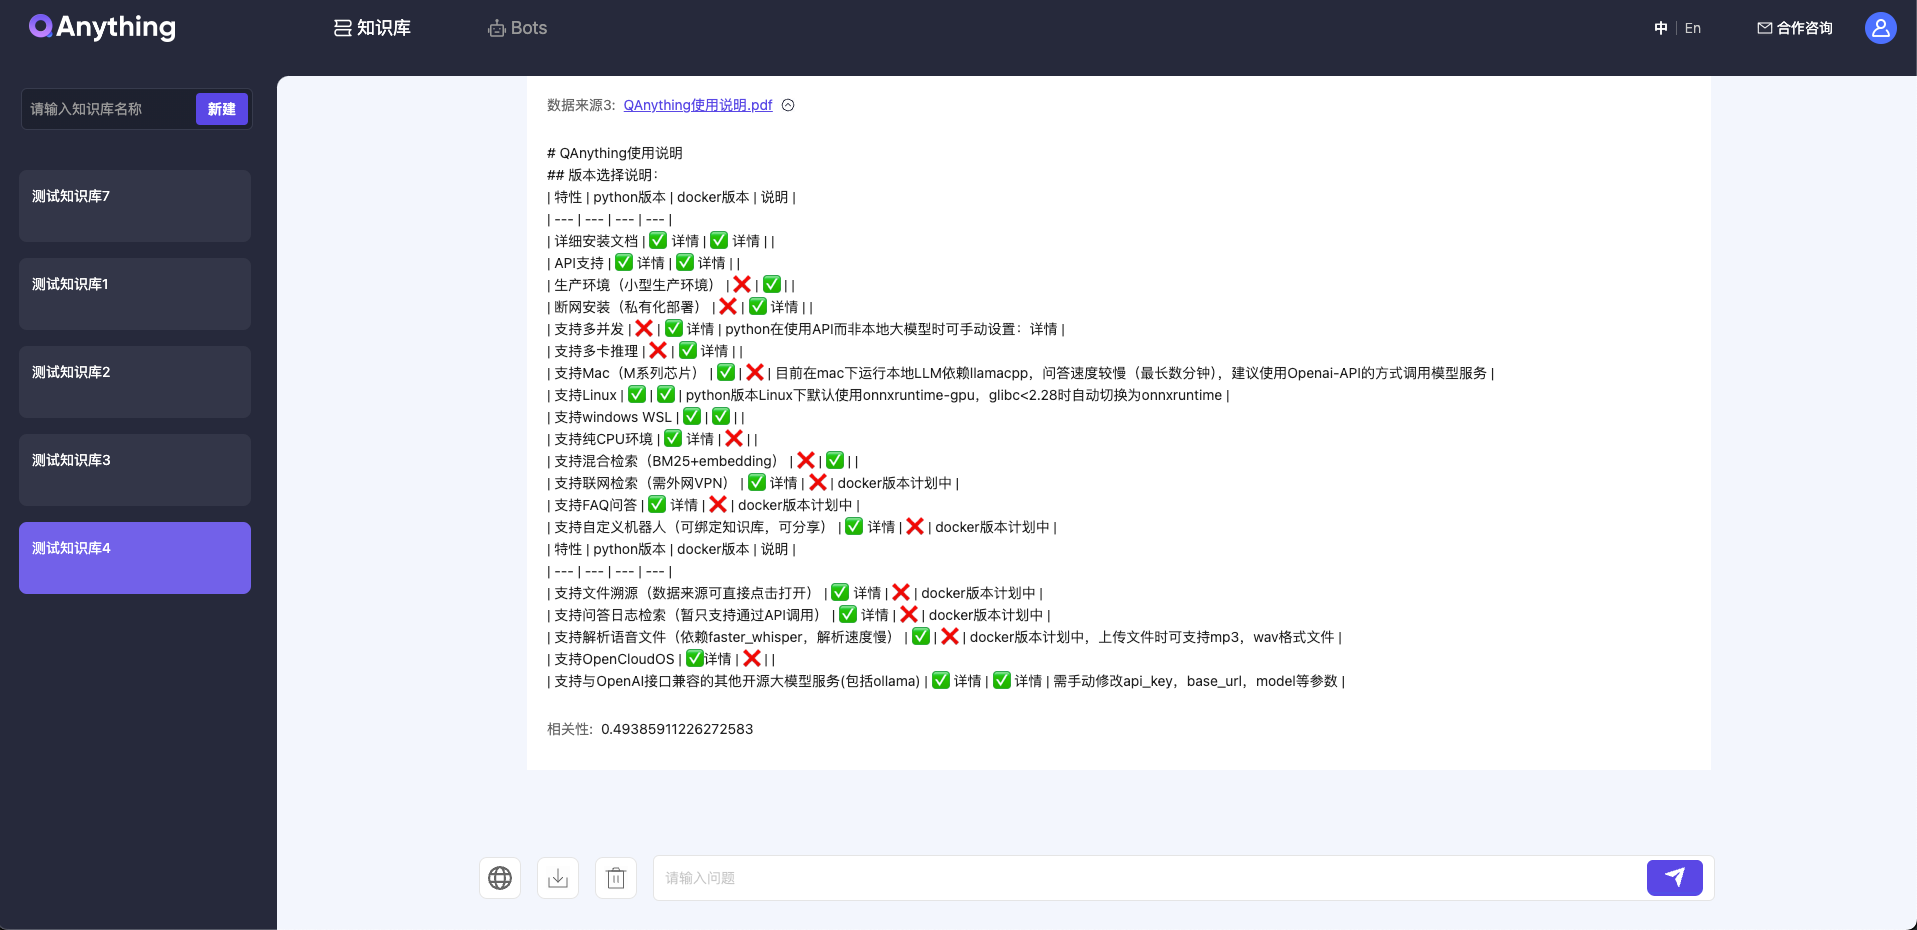 QAnything
知识库
Bots
中 | En
合作咨询
请输入知识库名称
新建
测试知识库7
测试知识库1
测试知识库2
测试知识库3
测试知识库4
数据来源3: QAnything使用说明.pdf
# QAnything使用说明
## 版本选择说明：
| 特性 | python版本 | docker版本 | 说明 |
| --- | --- | --- | --- |
| 详细安装文档 | ✅ 详情 | ✅ 详情 | |
| API支持 | ✅ 详情 | ✅ 详情 | |
| 生产环境（小型生产环境） | ❌ | ✅ | |
| 断网安装（私有化部署） | ❌ | ✅ 详情 | |
| 支持多并发 | ❌ | ✅ 详情 | python在使用API而非本地大模型时可手动设置：详情 |
| 支持多卡推理 | ❌ | ✅ 详情 | |
| 支持Mac（M系列芯片） | ✅ | ❌ | 目前在mac下运行本地LLM依赖llamacpp，问答速度较慢（最长数分钟），建议使用Openai-API的方式调用模型服务 |
| 支持Linux | ✅ | ✅ | python版本Linux下默认使用onnxruntime-gpu，glibc<2.28时自动切换为onnxruntime |
| 支持windows WSL | ✅ | ✅ | |
| 支持纯CPU环境 | ✅ 详情 | ❌ | |
| 支持混合检索（BM25+embedding） | ❌ | ✅ | |
| 支持联网检索（需外网VPN） | ✅ 详情 | ❌ | docker版本计划中 |
| 支持FAQ问答 | ✅ 详情 | ❌ | docker版本计划中 |
| 支持自定义机器人（可绑定知识库，可分享） | ✅ 详情 | ❌ | docker版本计划中 |
| 特性 | python版本 | docker版本 | 说明 |
| --- | --- | --- | --- |
| 支持文件溯源（数据来源可直接点击打开） | ✅ 详情 | ❌ | docker版本计划中 |
| 支持问答日志检索（暂只支持通过API调用） | ✅ 详情 | ❌ | docker版本计划中 |
| 支持解析语音文件（依赖faster_whisper，解析速度慢） | ✅ | ❌ | docker版本计划中，上传文件时可支持mp3，wav格式文件 |
| 支持OpenCloudOS | ✅详情 | ❌ | |
| 支持与OpenAI接口兼容的其他开源大模型服务(包括ollama) | ✅ 详情 | ✅ 详情 | 需手动修改api_key，base_url，model等参数 |
相关性: 0.49385911226272583
请输入问题